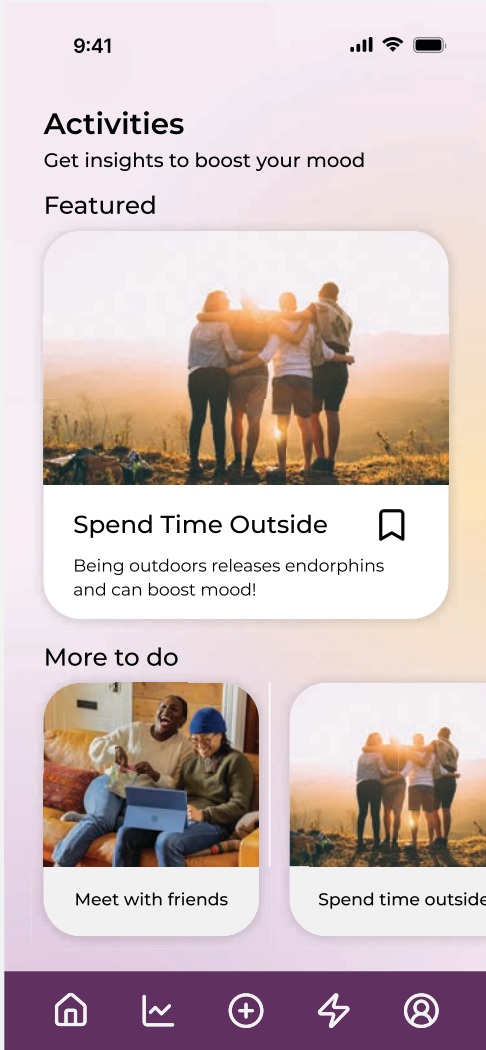 9:41
Activities
Get insights to boost your mood
Featured
Spend Time Outside
Being outdoors releases endorphins
and can boost mood!
More to do
Meet with friends
Spend time outside